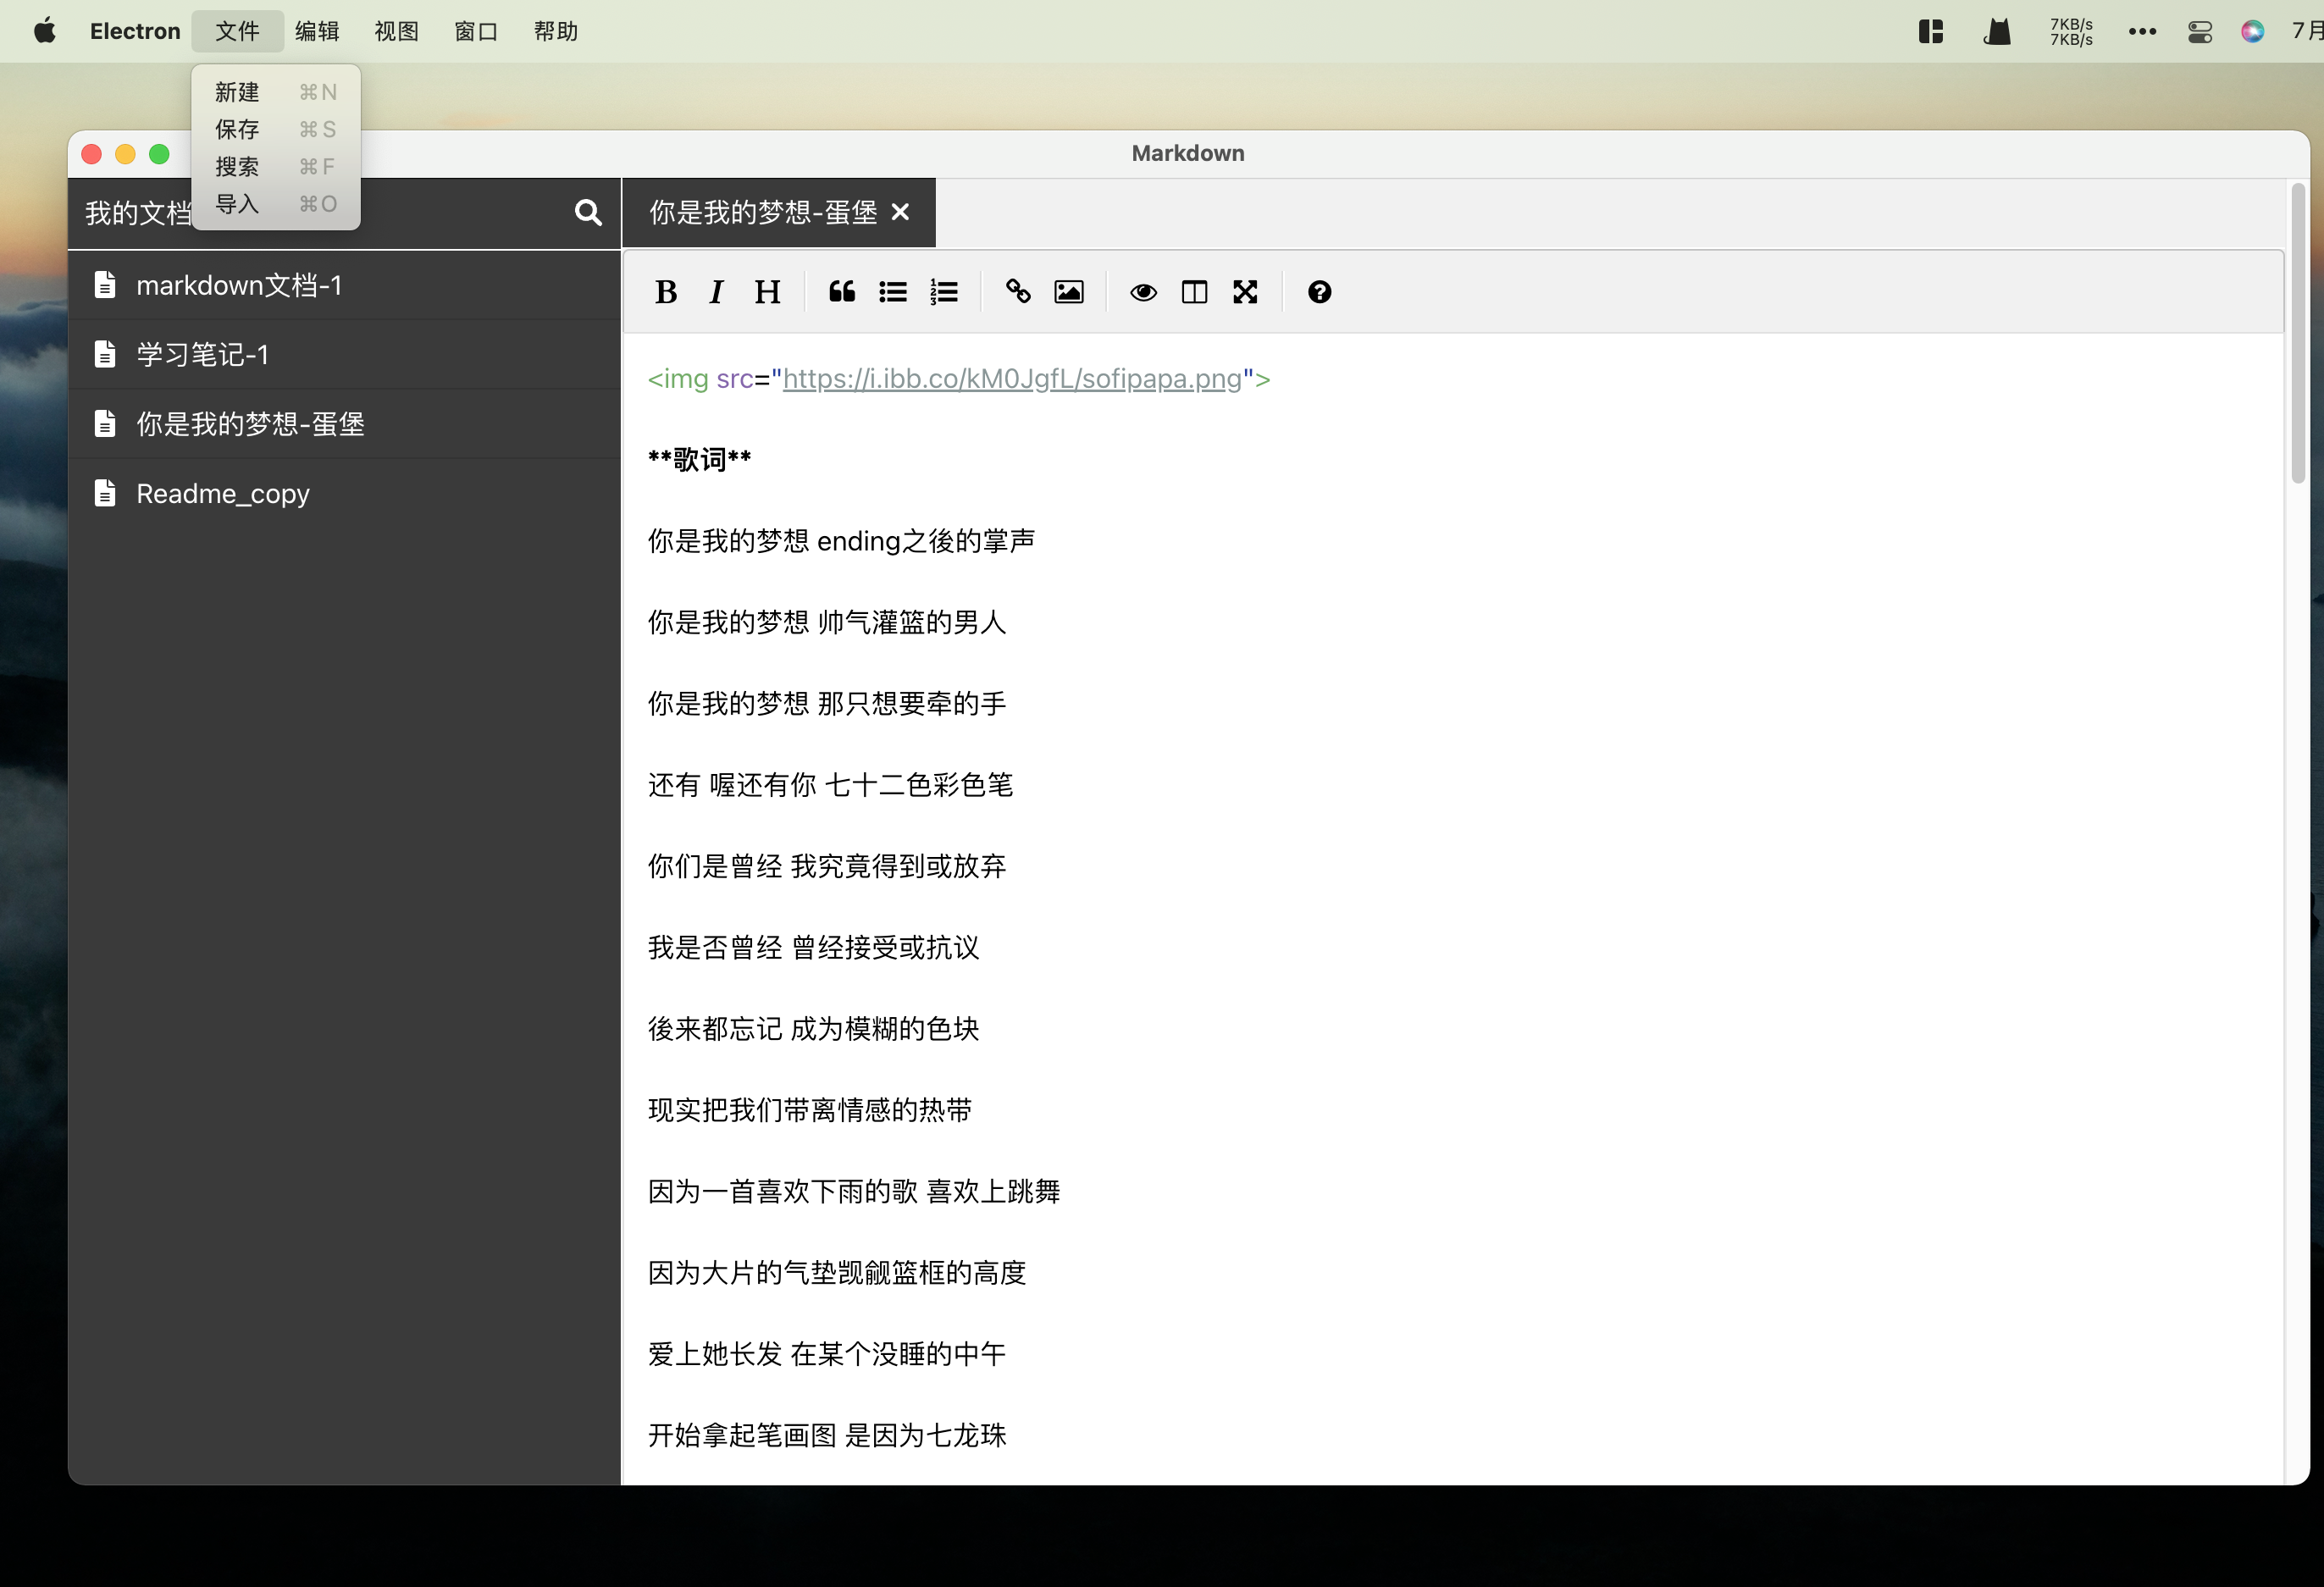 Electron 文件 编辑 视图 窗口 帮助
7KB/s
7KB/s
7月
新建 ⌘N
保存 ⌘S
搜索 ⌘F
导入 ⌘O
Markdown
我的文档
markdown文档-1
学习笔记-1
你是我的梦想-蛋堡
Readme_copy
你是我的梦想-蛋堡
B I H
<img src="https://i.ibb.co/kM0JgfL/sofipapa.png">
**歌词**
你是我的梦想 ending之後的掌声
你是我的梦想 帅气灌篮的男人
你是我的梦想 那只想要牵的手
还有 喔还有你 七十二色彩色笔
你们是曾经 我究竟得到或放弃
我是否曾经 曾经接受或抗议
後来都忘记 成为模糊的色块
现实把我们带离情感的热带
因为一首喜欢下雨的歌 喜欢上跳舞
因为大片的气垫觊觎篮框的高度
爱上她长发 在某个没睡的中午
开始拿起笔画图 是因为七龙珠